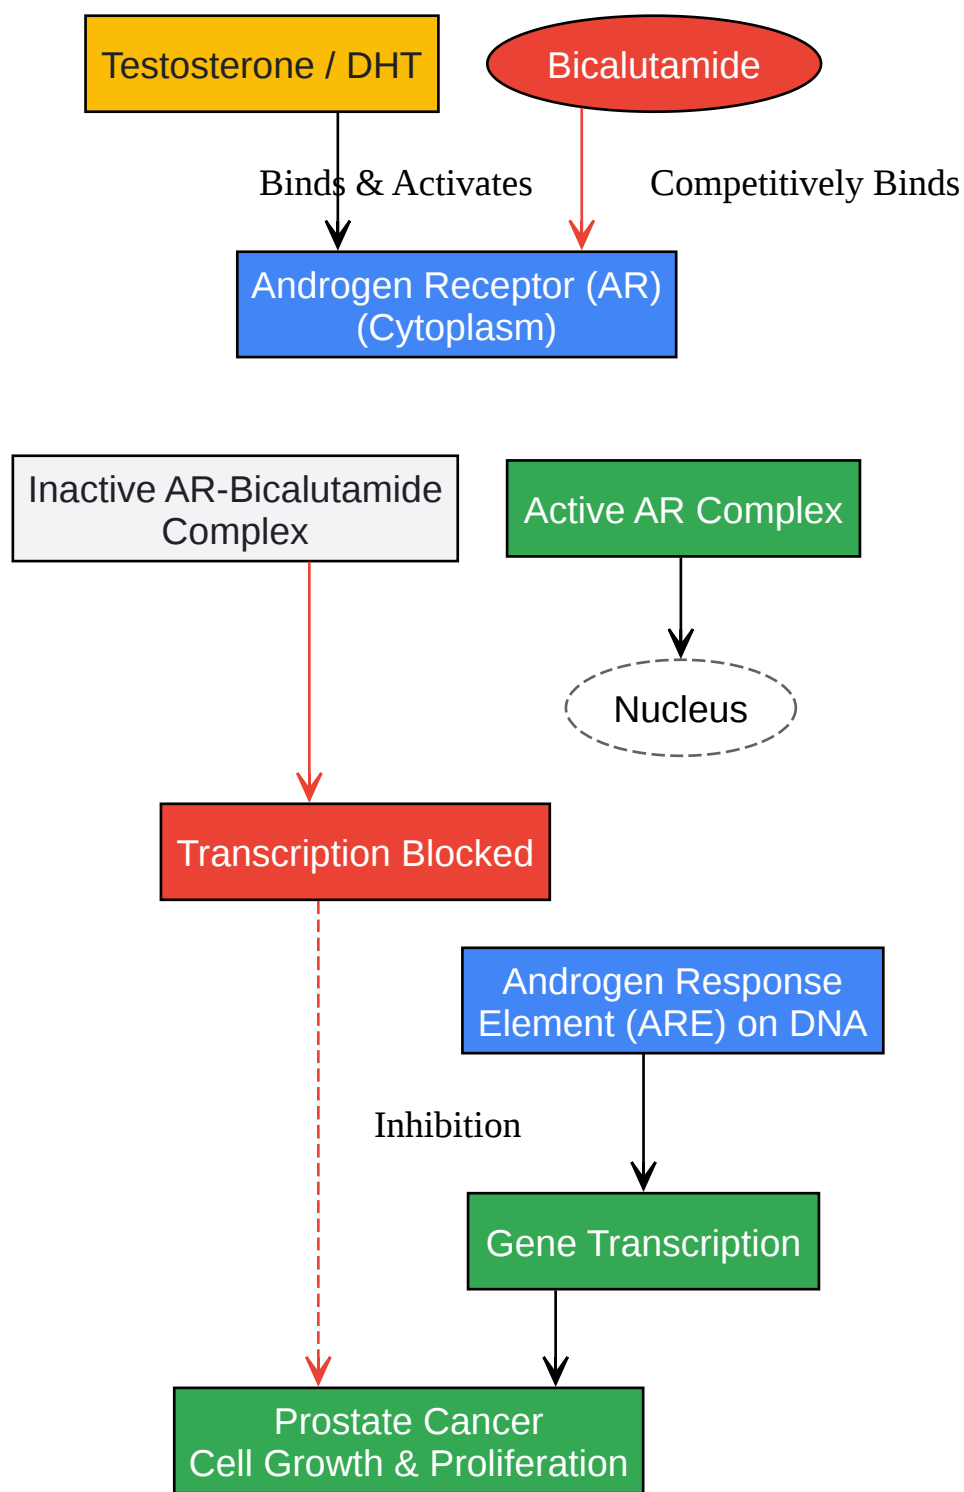 Testosterone / DHT
Bicalutamide
Binds & Activates
Competitively Binds
Androgen Receptor (AR)
(Cytoplasm)
Inactive AR-Bicalutamide
Complex
Active AR Complex
Nucleus
Transcription Blocked
Androgen Response
Element (ARE) on DNA
Inhibition
Gene Transcription
Prostate Cancer
Cell Growth & Proliferation